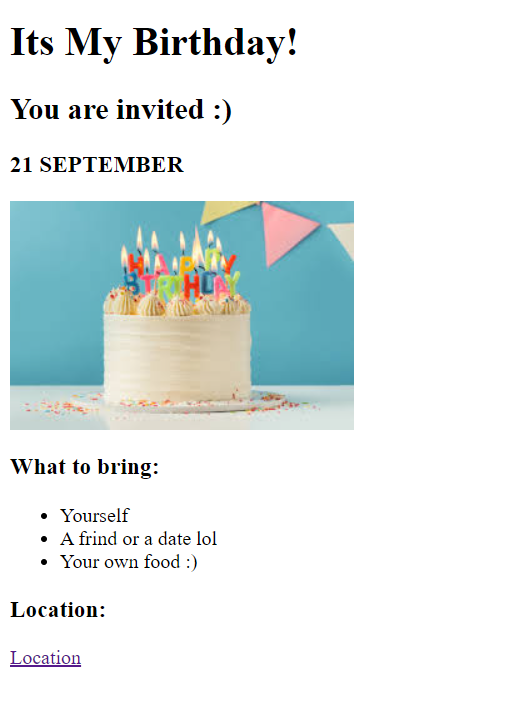 Its My Birthday!
You are invited :)
21 SEPTEMBER
HAPPY
BIRTHDAY
What to bring:
Yourself
A frind or a date lol
Your own food :)
Location:
Location